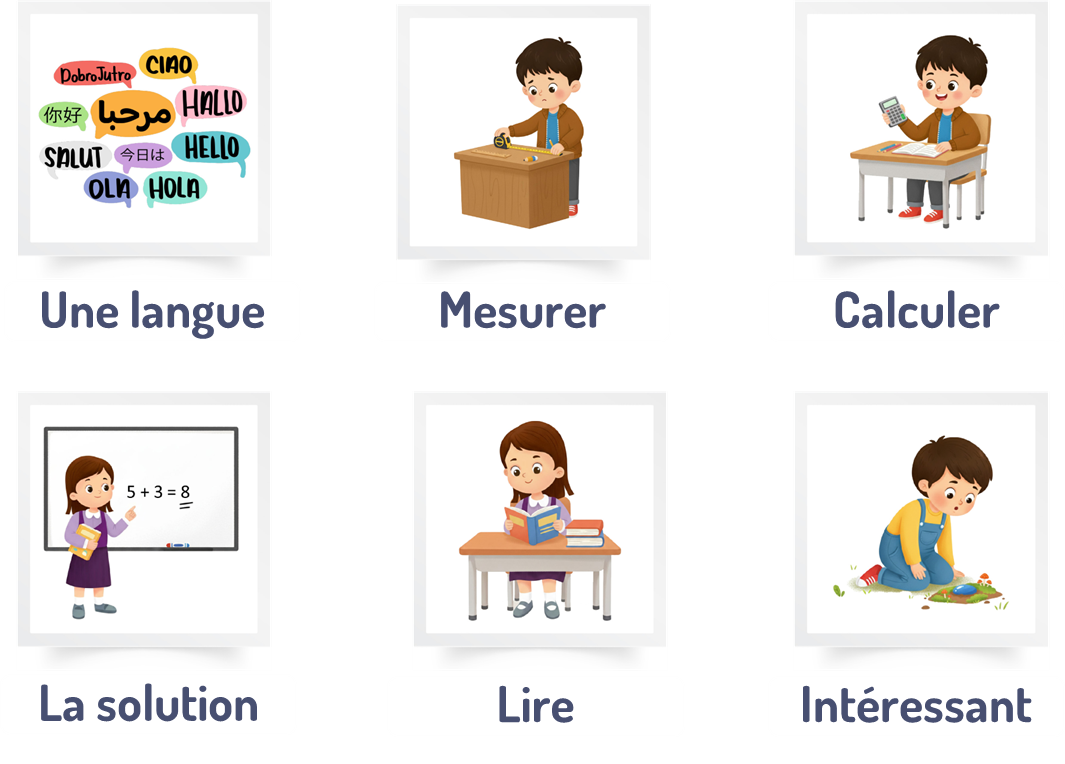 DobroJutro
CIAO
你好
مرحبا
HALLO
SALUT
今日は
HELLO
OLA
HOLA
Une langue
Mesurer
Calculer
5 + 3 = 8
La solution
Lire
Intéressant